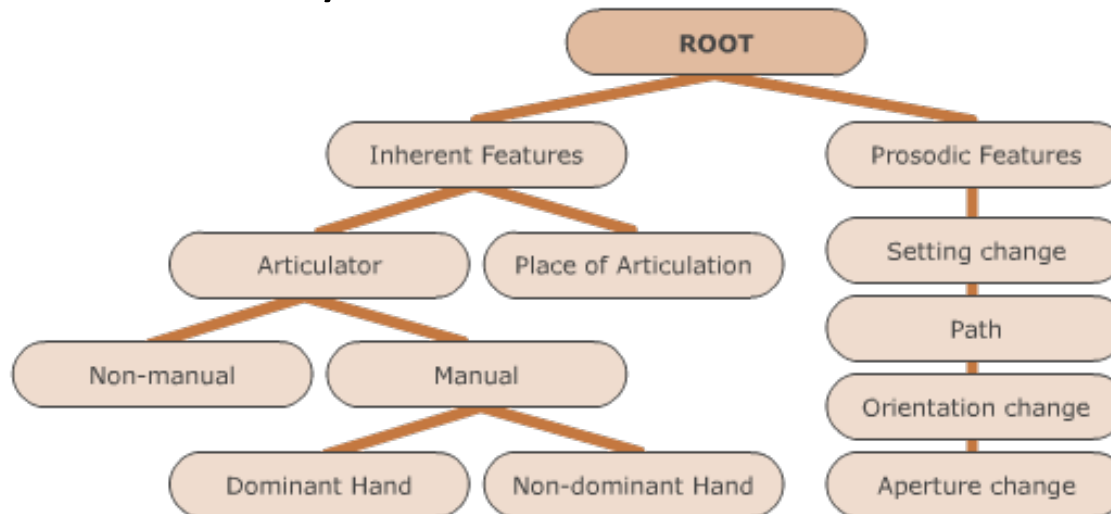 ROOT
Inherent Features
Prosodic Features
Articulator
Place of Articulation
Setting change
Path
Non-manual
Manual
Orientation change
Dominant Hand
Non-dominant Hand
Aperture change